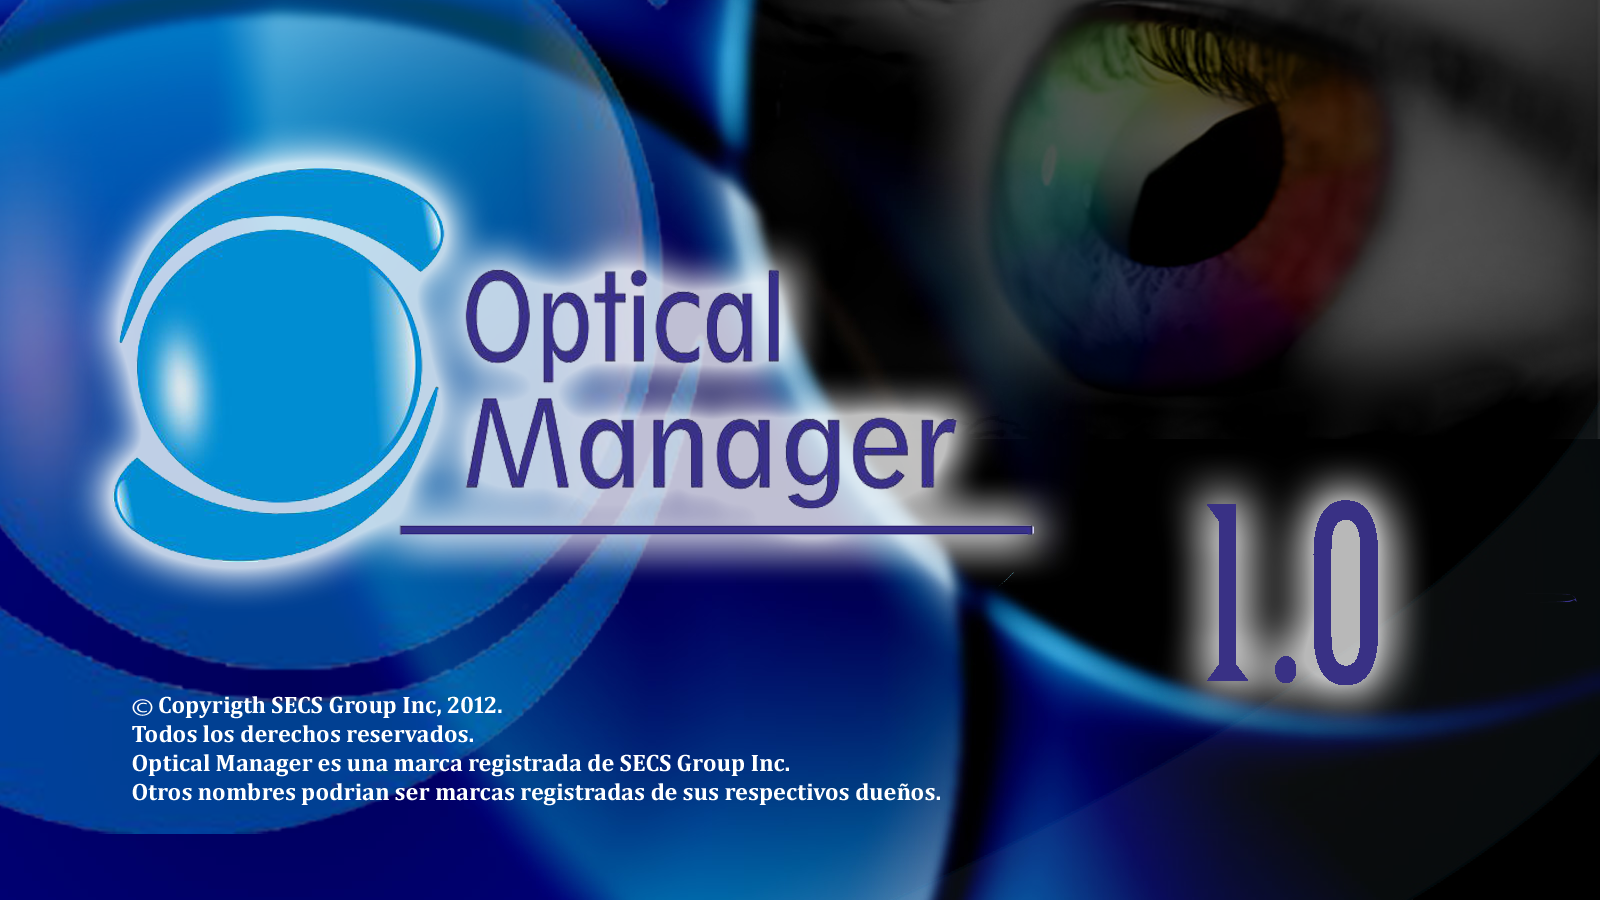 Optical
Manager
1.0
© Copyrigth SECS Group Inc, 2012.
Todos los derechos reservados.
Optical Manager es una marca registrada de SECS Group Inc.
Otros nombres podrian ser marcas registradas de sus respectivos dueños.